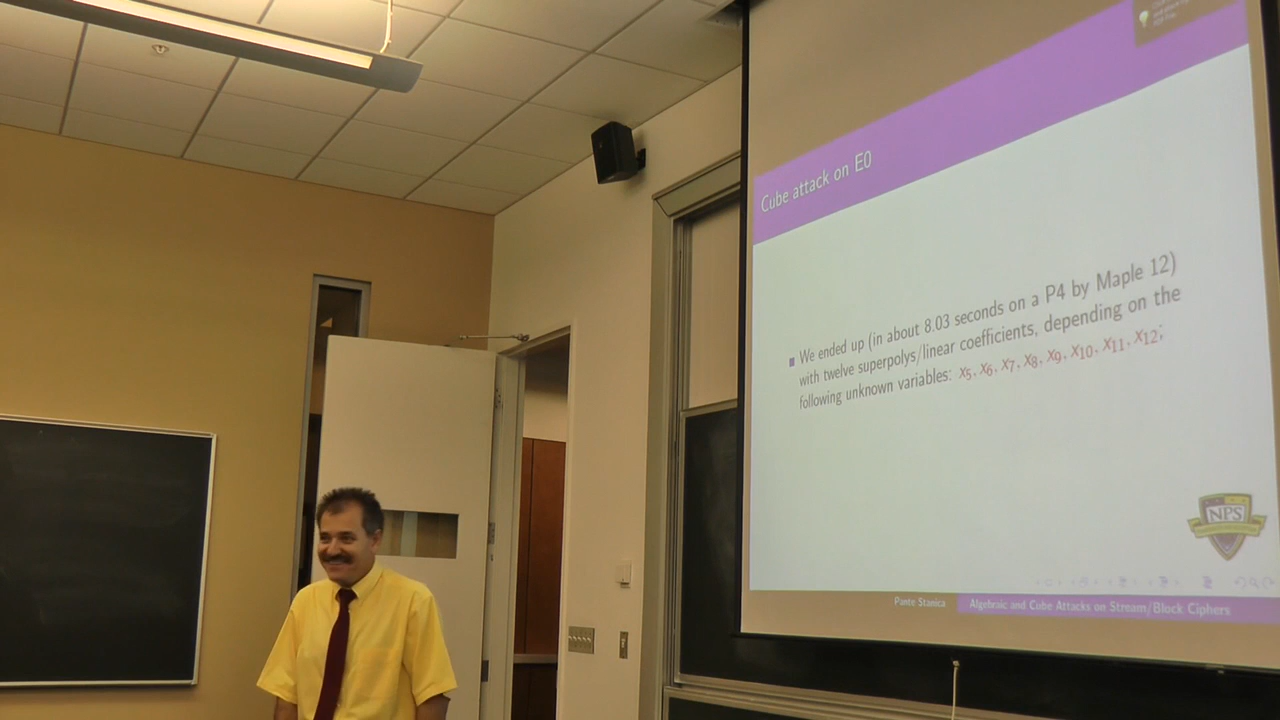 Cube attack on E0
We ended up (in about 8.03 seconds on a P4 by Maple 12)
with twelve superpolys/linear coefficients, depending on the
following unknown variables: x5, x6, x7, x8, x9, x10, x11, x12;
NPS
Pante Stanica
Algebraic and Cube Attacks on Stream/Block Ciphers